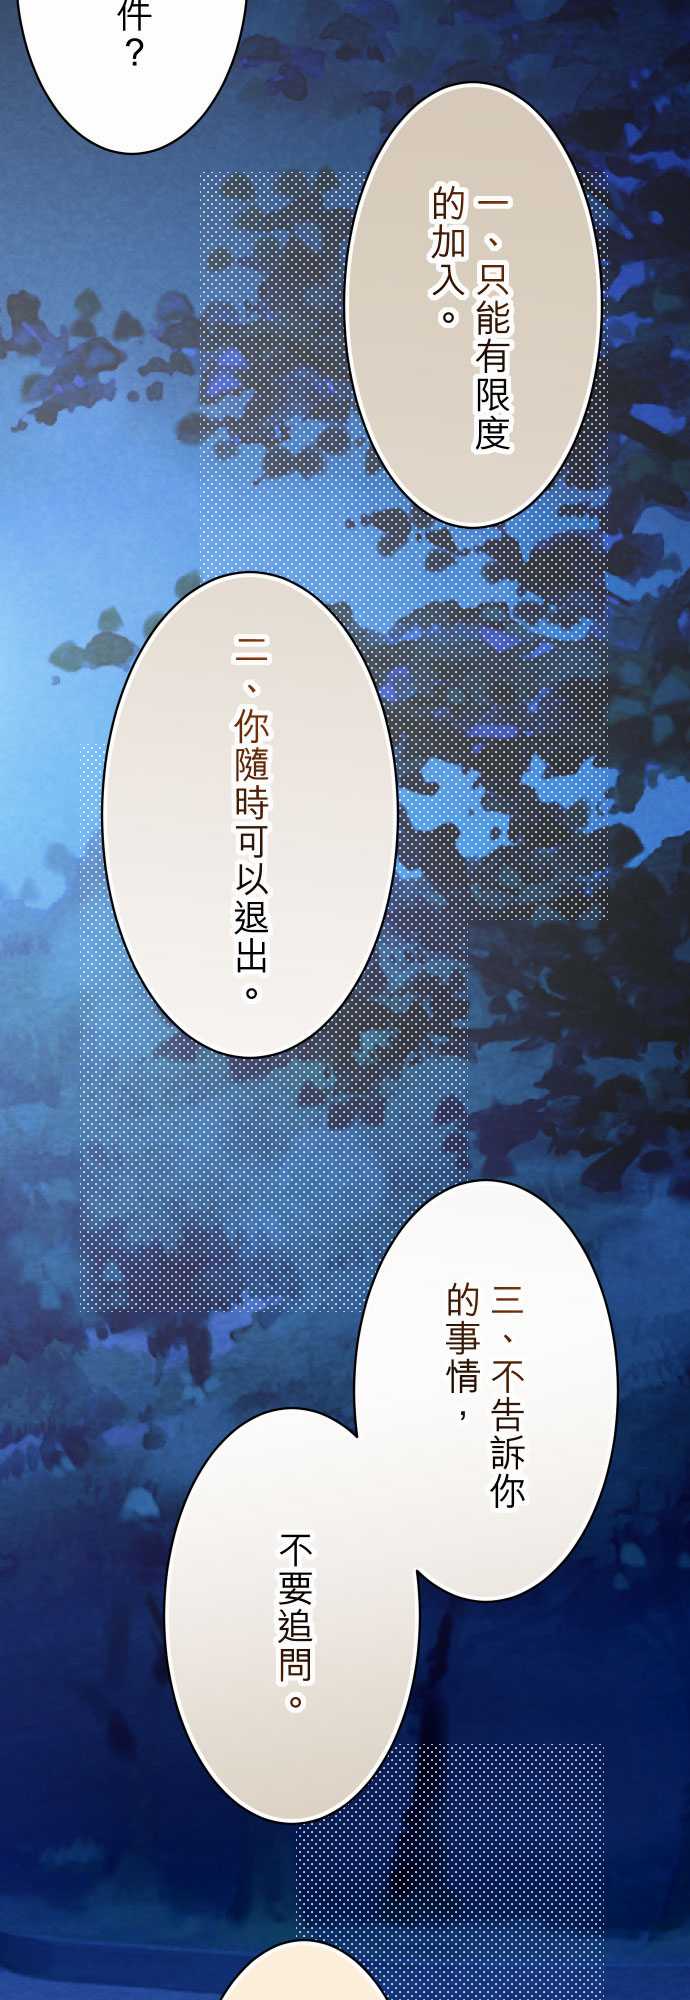 件？
一、只能有限度
的加入。
二、你隨時可以退出。
三、不告訴你
的事情，
不要追問。